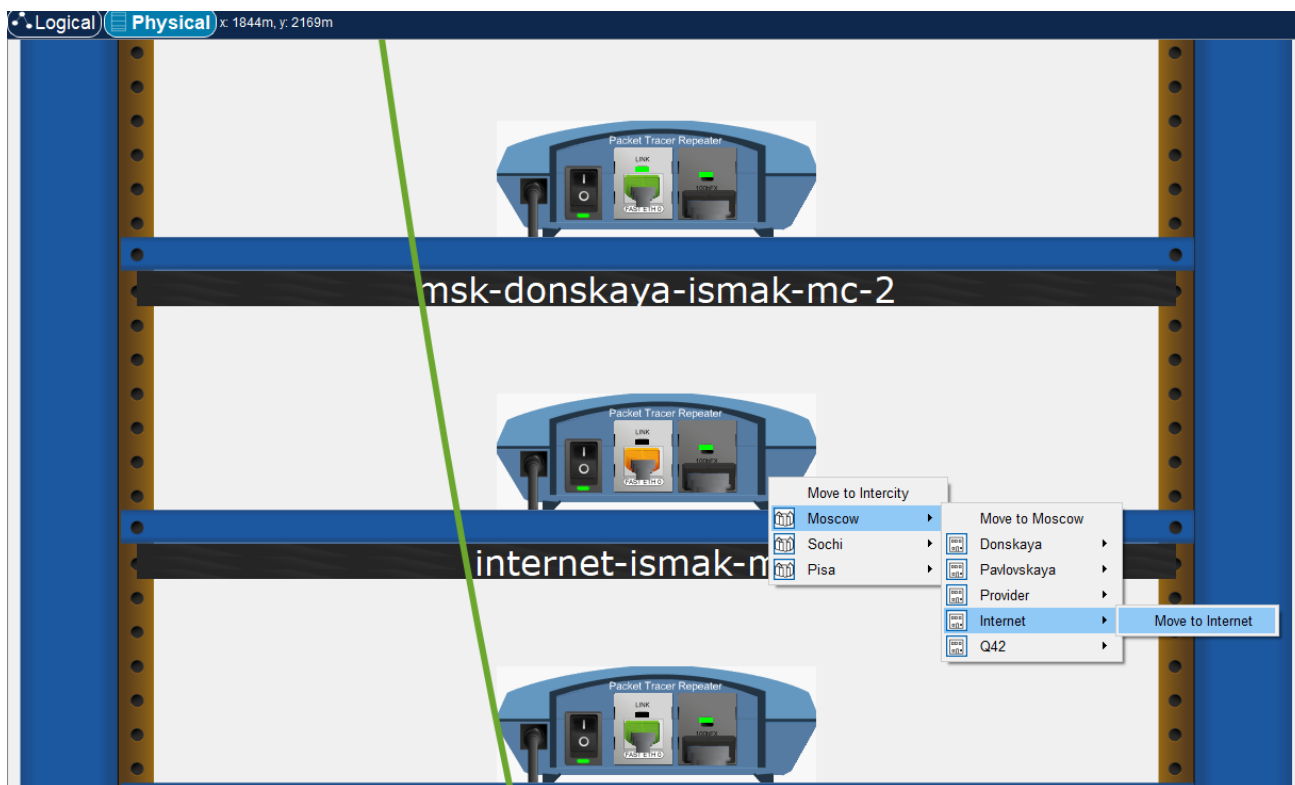 Logical Physical x: 1844m, y: 2169m
Packet Tracer Repeater
LINK
100MFX
FAST ETH 0
msk-donskaya-ismak-mc-2
Packet Tracer Repeater
LINK
FAST ETH 0
internet-ismak-m
Move to Intercity
Moscow
Sochi
Pisa
Move to Moscow
Donskaya
Pavlovskaya
Provider
Internet
Q42
Move to Internet
Packet Tracer Repeater
LINK
FAST ETH 0